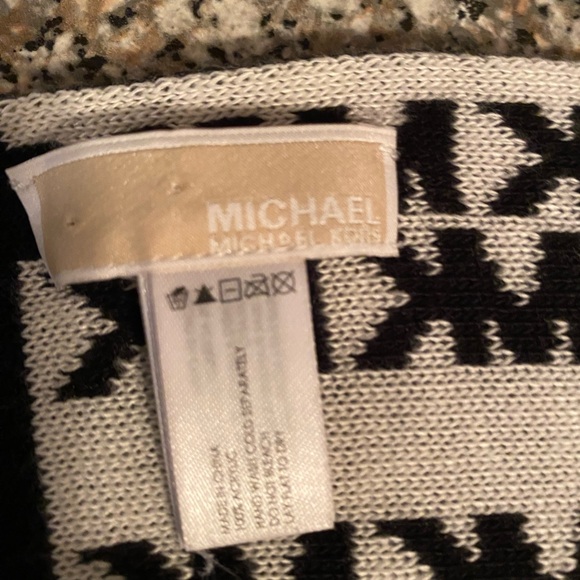 MICHAEL
MICHAEL KORS
MADE IN CHINA
100% ACRYLIC
HAND WASH COLD SEPARATELY
DO NOT BLEACH
LAY FLAT TO DRY